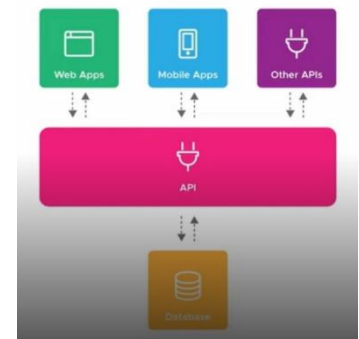 Web Apps
Mobile Apps
Other APIs
API
Database